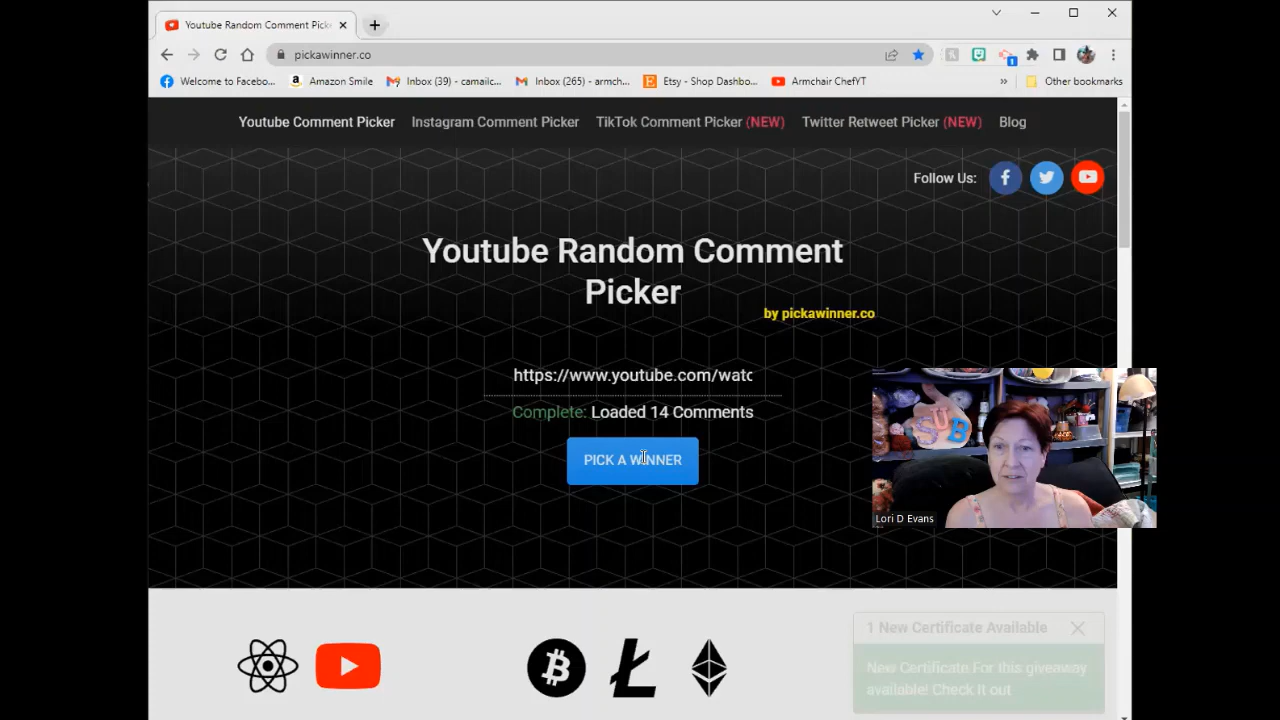 Youtube Random Comment Pick
pickawinner.co
1
Welcome to Facebo... Amazon Smile Inbox (39) - camailc... Inbox (265) - armch... Etsy - Shop Dashbo... Armchair ChefYT » Other bookmarks
Youtube Comment Picker Instagram Comment Picker TikTok Comment Picker (NEW) Twitter Retweet Picker (NEW) Blog
Follow Us:
Youtube Random Comment
Picker
by pickawinner.co
https://www.youtube.com/watc
Complete: Loaded 14 Comments
PICK A WINNER
SUB
Lori D Evans
1 New Certificate Available
New Certificate For this giveaway
available! Check It out